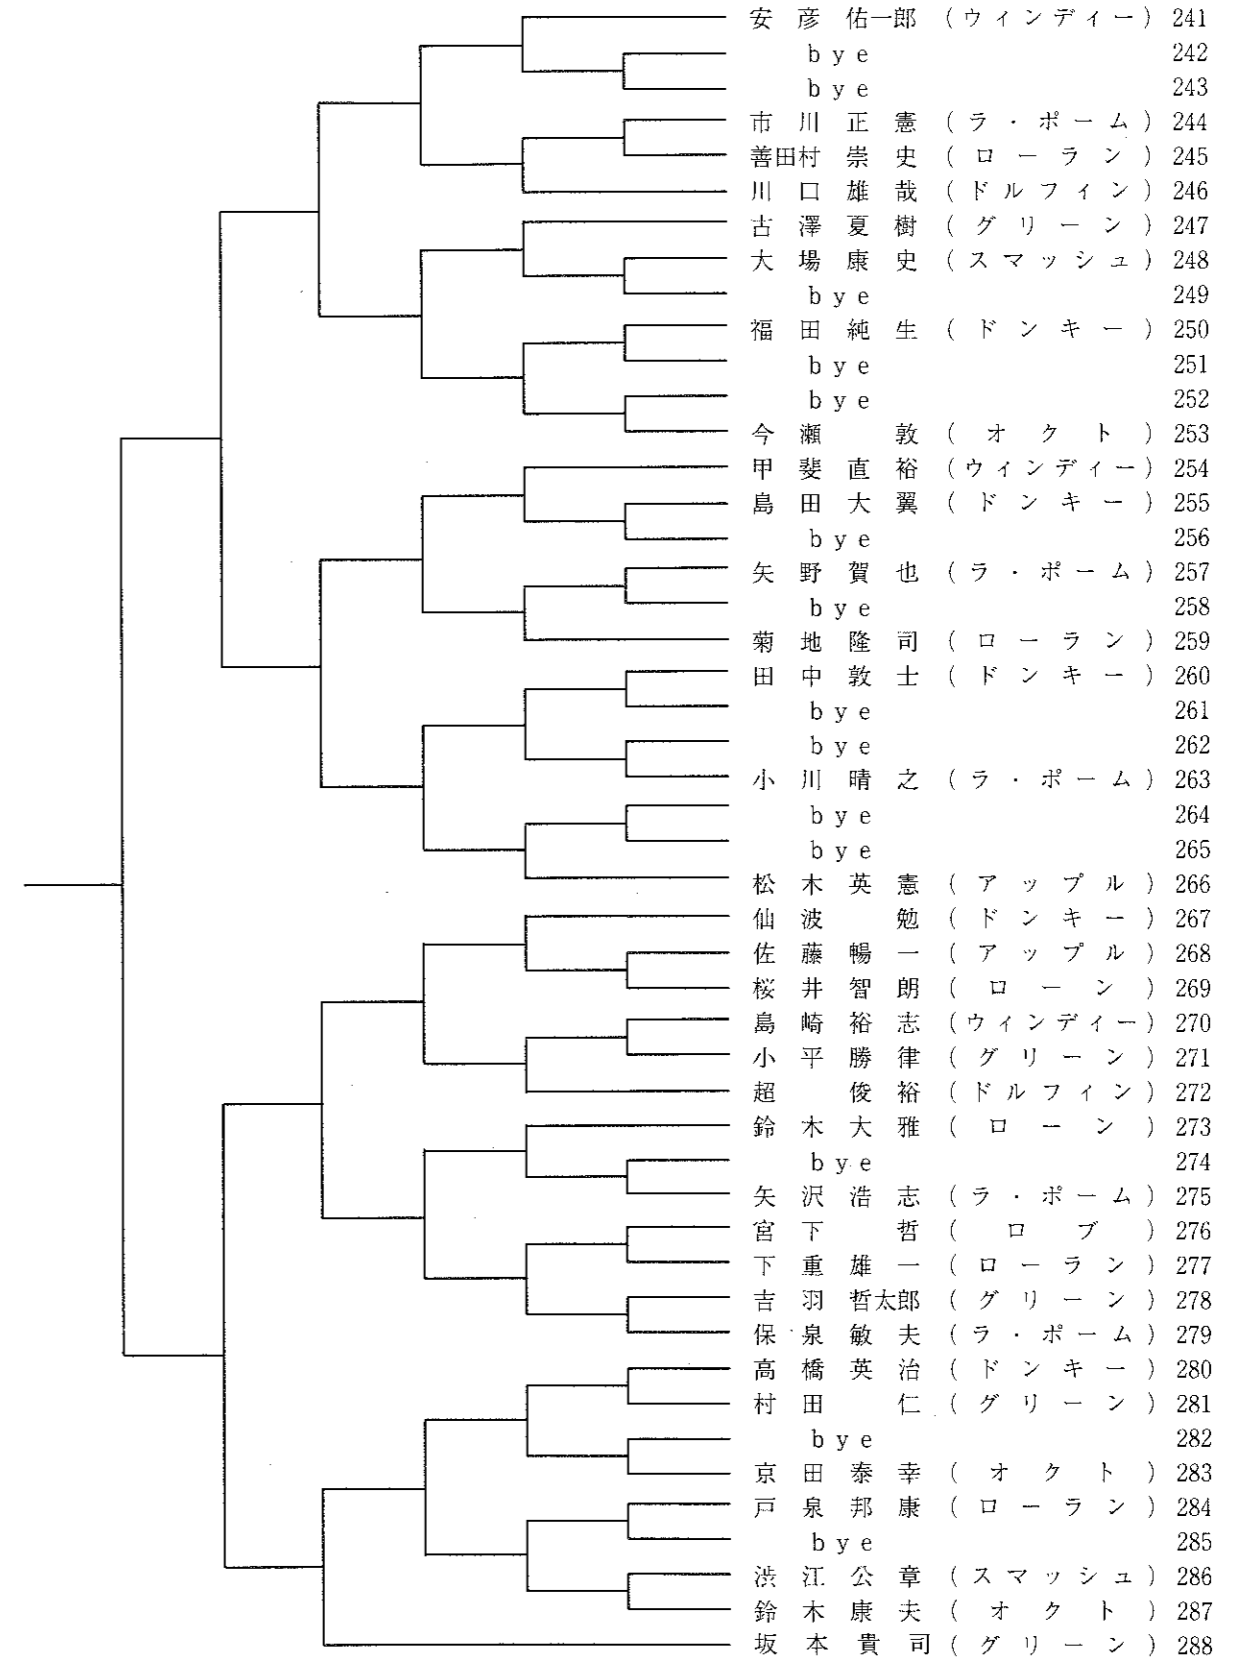 安彦佑一郎 (ウィンディー) 241
bye 242
bye 243
市川正憲 (ラ・ポーム) 244
善田村崇史 (ローラン) 245
川口雄哉 (ドルフィン) 246
古澤夏樹 (グリーン) 247
大場康史 (スマッシュ) 248
bye 249
福田純生 (ドンキー) 250
bye 251
bye 252
今瀬敦 (オクト) 253
甲斐直裕 (ウィンディー) 254
島田大翼 (ドンキー) 255
bye 256
矢野賀也 (ラ・ポーム) 257
bye 258
菊地隆司 (ローラン) 259
田中敦士 (ドンキー) 260
bye 261
bye 262
小川晴之 (ラ・ポーム) 263
bye 264
bye 265
松木英憲 (アップル) 266
仙波勉 (ドンキー) 267
佐藤暢一 (アップル) 268
桜井智朗 (ローン) 269
島崎裕志 (ウィンディー) 270
小平勝律 (グリーン) 271
超俊裕 (ドルフィン) 272
鈴木大雅 (ローン) 273
bye 274
矢沢浩志 (ラ・ポーム) 275
宮下哲 (ロブ) 276
下重雄一 (ローラン) 277
吉羽哲太郎 (グリーン) 278
保泉敏夫 (ラ・ポーム) 279
高橋英治 (ドンキー) 280
村田仁 (グリーン) 281
bye 282
京田泰幸 (オクト) 283
戸泉邦康 (ローラン) 284
bye 285
渋江公章 (スマッシュ) 286
鈴木康夫 (オクト) 287
坂本貴司 (グリーン) 288